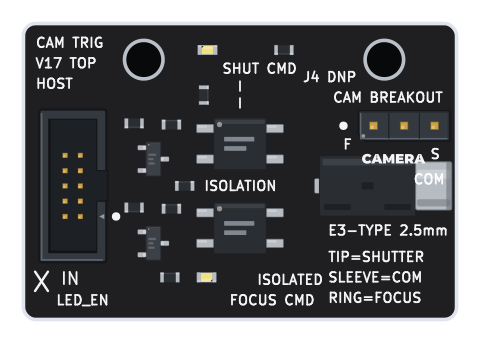 CAM TRIG
V17 TOP
HOST
SHUT CMD
J4 DNP
CAM BREAKOUT
F
S
CAMERA
COM
ISOLATION
E3-TYPE 2.5mm
TIP=SHUTTER
SLEEVE=COM
RING=FOCUS
ISOLATED
FOCUS CMD
X IN
LED_EN